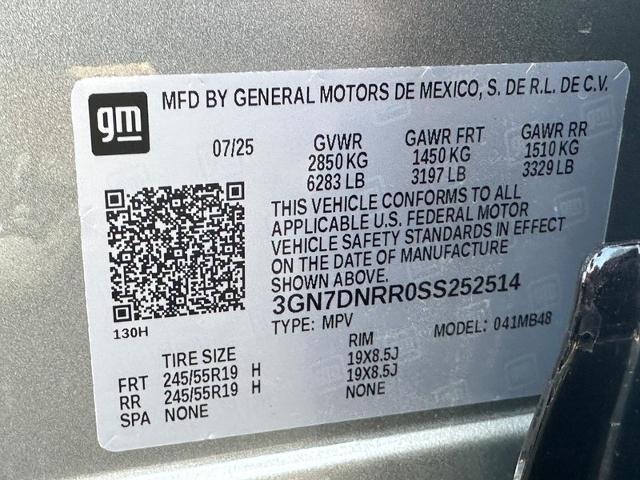 gm
MFD BY GENERAL MOTORS DE MEXICO, S. DE R.L. DE C.V.
07/25 GVWR GAWR FRT GAWR RR
2850 KG 1450 KG 1510 KG
6283 LB 3197 LB 3329 LB
THIS VEHICLE CONFORMS TO ALL
APPLICABLE U.S. FEDERAL MOTOR
VEHICLE SAFETY STANDARDS IN EFFECT
ON THE DATE OF MANUFACTURE
SHOWN ABOVE.
3GN7DNRR0SS252514
130H
TYPE: MPV MODEL: 041MB48
TIRE SIZE RIM
FRT 245/55R19 H 19X8.5J
RR 245/55R19 H 19X8.5J
SPA NONE NONE